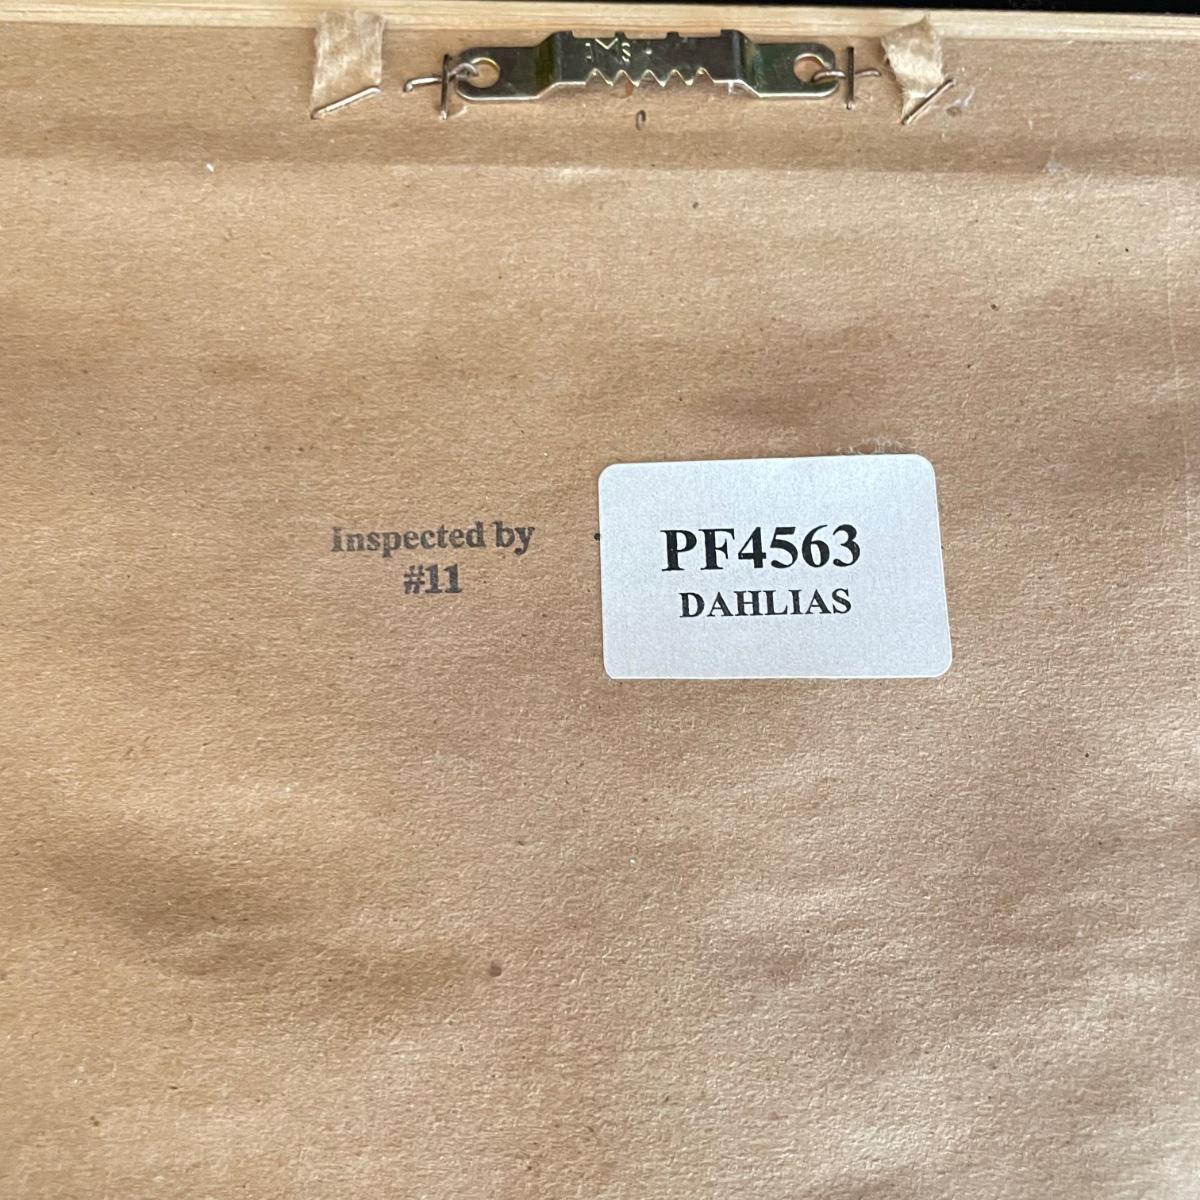 Inspected by
#11
PF4563
DAHLIAS